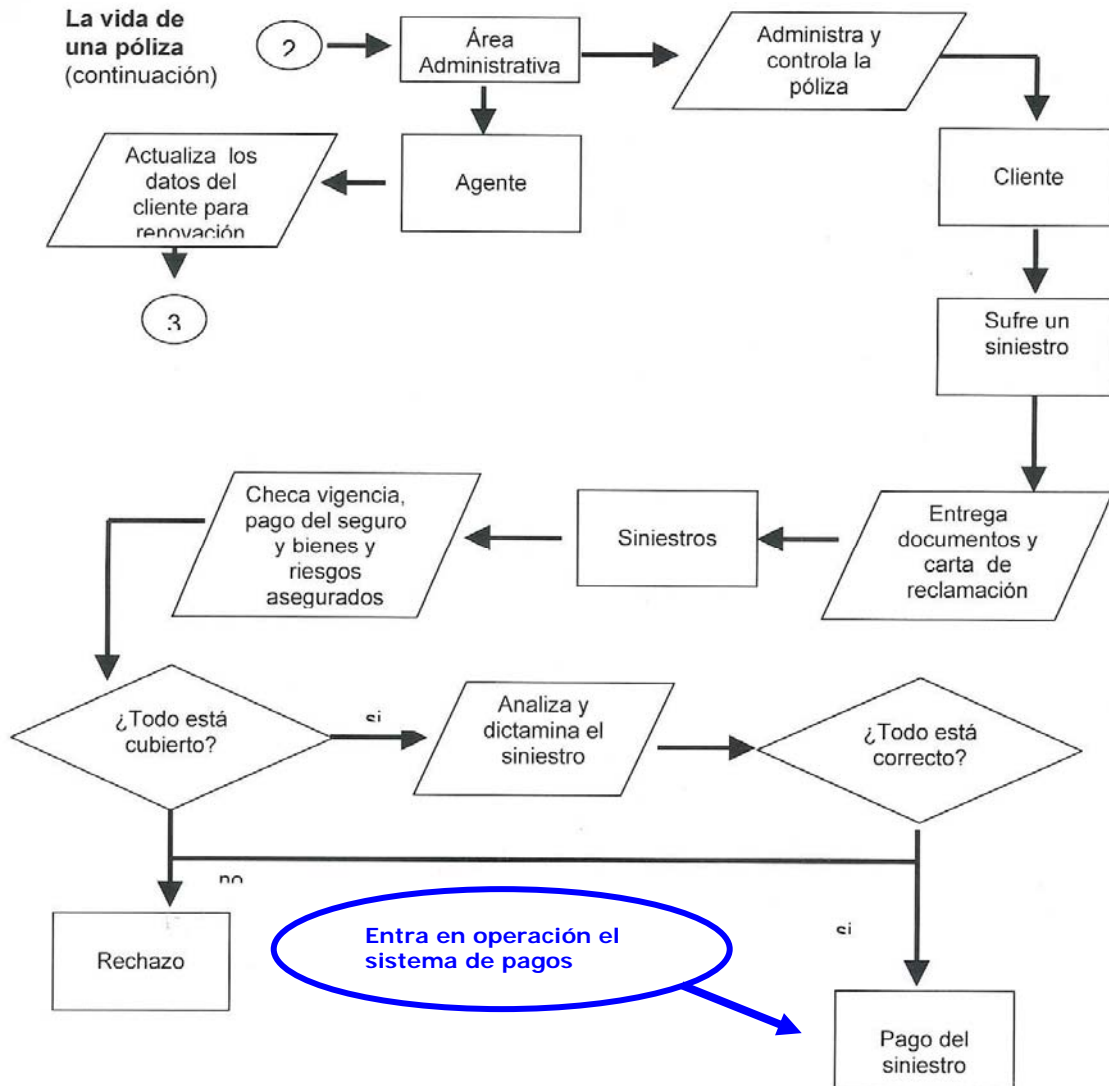 La vida de
una póliza
(continuación)
2
Área
Administrativa
Administra y
controla la
póliza
Actualiza los
datos del
cliente para
renovación
Agente
Cliente
3
Sufre un
siniestro
Checa vigencia,
pago del seguro
y bienes y
riesgos
asegurados
Siniestros
Entrega
documentos y
carta de
reclamación
¿Todo está
cubierto?
si
Analiza y
dictamina el
siniestro
¿Todo está
correcto?
no
Rechazo
Entra en operación el
sistema de pagos
si
Pago del
siniestro